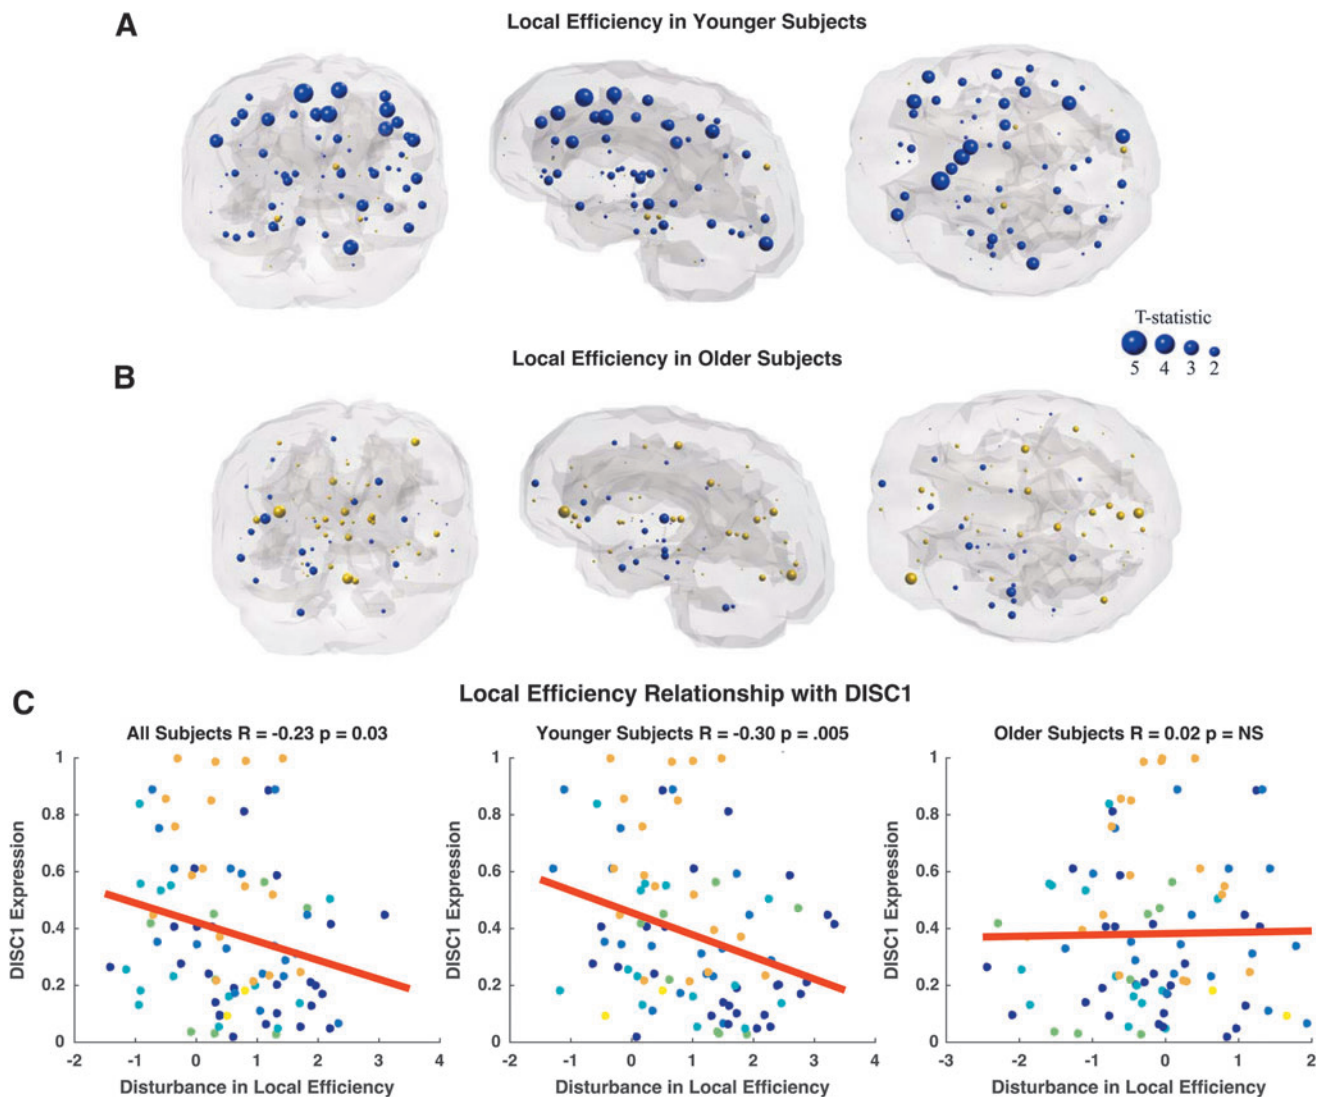 A
Local Efficiency in Younger Subjects
T-statistic
5 4 3 2
B
Local Efficiency in Older Subjects
C
Local Efficiency Relationship with DISC1
All Subjects R = -0.23 p = 0.03
DISC1 Expression
1
0.8
0.6
0.4
0.2
0
-2 -1 0 1 2 3 4
Disturbance in Local Efficiency
Younger Subjects R = -0.30 p = .005
DISC1 Expression
1
0.8
0.6
0.4
0.2
0
-2 -1 0 1 2 3 4
Disturbance in Local Efficiency
Older Subjects R = 0.02 p = NS
DISC1 Expression
1
0.8
0.6
0.4
0.2
0
-3 -2 -1 0 1 2
Disturbance in Local Efficiency